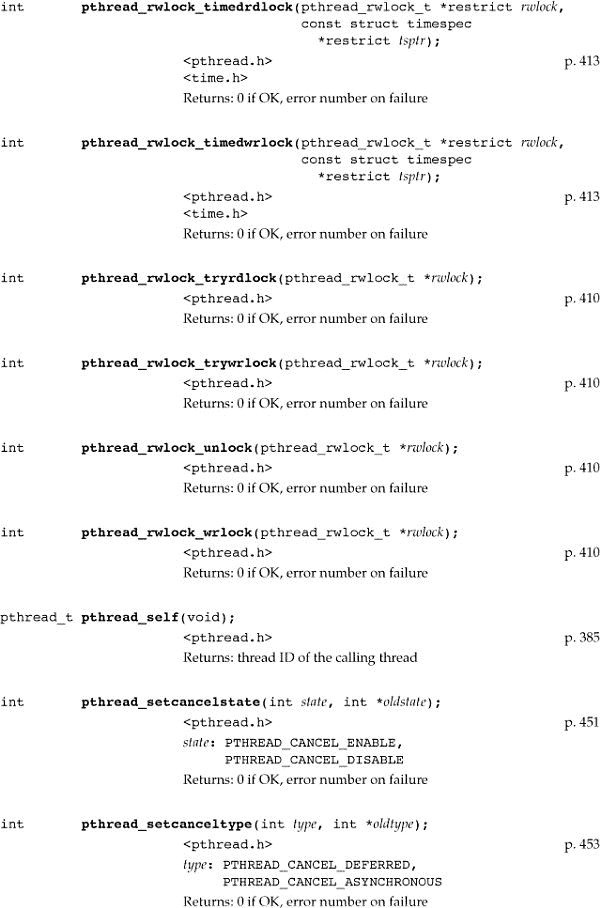 int pthread_rwlock_timedrdlock(pthread_rwlock_t *restrict rwlock,
const struct timespec
*restrict tsptr);
<pthread.h> p. 413
<time.h>
Returns: 0 if OK, error number on failure
int pthread_rwlock_timedwrlock(pthread_rwlock_t *restrict rwlock,
const struct timespec
*restrict tsptr);
<pthread.h> p. 413
<time.h>
Returns: 0 if OK, error number on failure
int pthread_rwlock_tryrdlock(pthread_rwlock_t *rwlock);
<pthread.h> p. 410
Returns: 0 if OK, error number on failure
int pthread_rwlock_trywrlock(pthread_rwlock_t *rwlock);
<pthread.h> p. 410
Returns: 0 if OK, error number on failure
int pthread_rwlock_unlock(pthread_rwlock_t *rwlock);
<pthread.h> p. 410
Returns: 0 if OK, error number on failure
int pthread_rwlock_wrlock(pthread_rwlock_t *rwlock);
<pthread.h> p. 410
Returns: 0 if OK, error number on failure
pthread_t pthread_self(void);
<pthread.h> p. 385
Returns: thread ID of the calling thread
int pthread_setcancelstate(int state, int *oldstate);
<pthread.h> p. 451
state: PTHREAD_CANCEL_ENABLE,
PTHREAD_CANCEL_DISABLE
Returns: 0 if OK, error number on failure
int pthread_setcanceltype(int type, int *oldtype);
<pthread.h> p. 453
type: PTHREAD_CANCEL_DEFERRED,
PTHREAD_CANCEL_ASYNCHRONOUS
Returns: 0 if OK, error number on failure